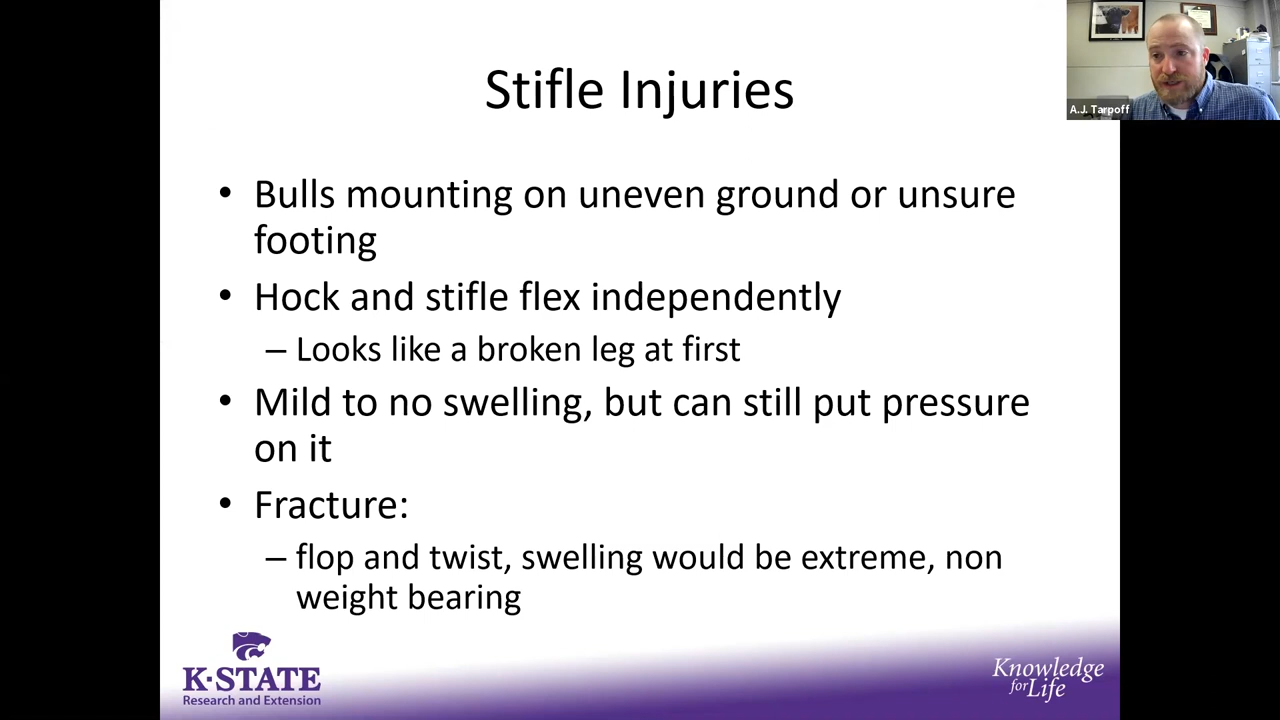 Stifle Injuries
A.J. Tarpoff
• Bulls mounting on uneven ground or unsure
footing
• Hock and stifle flex independently
– Looks like a broken leg at first
• Mild to no swelling, but can still put pressure
on it
• Fracture:
– flop and twist, swelling would be extreme, non
weight bearing
K-STATE
Research and Extension
Knowledge
for Life